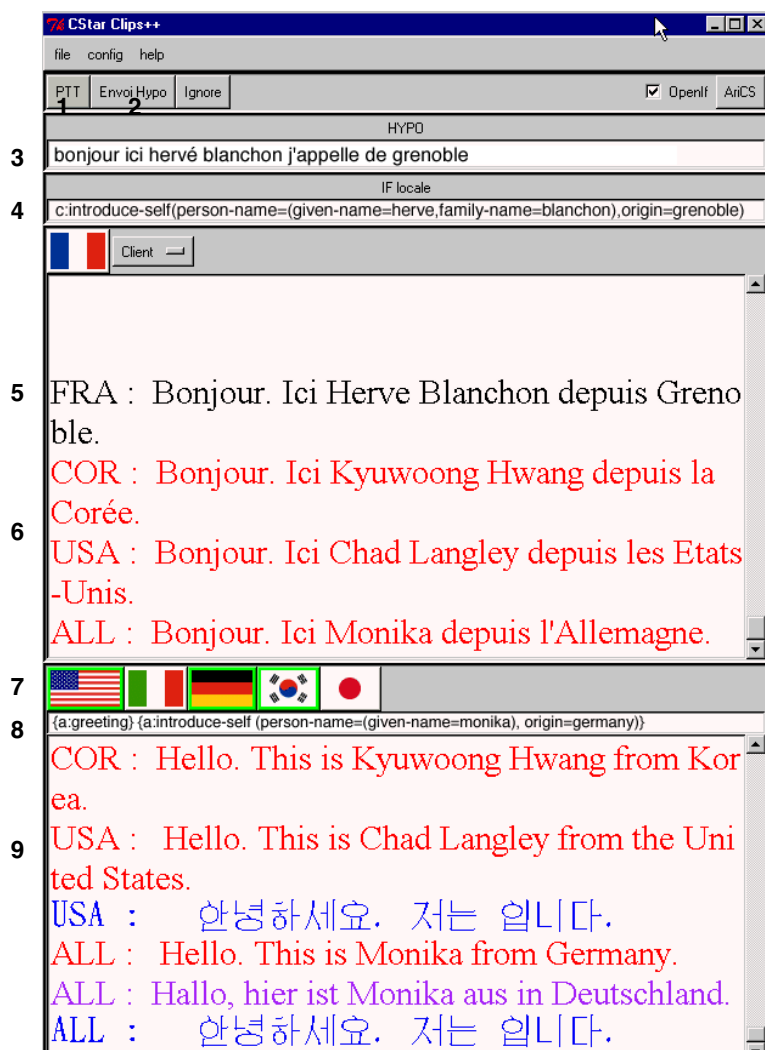 CStar Clips++
file config help
PTT Envoi Hypo Ignore OpenIf AriCS
1 2
HYPO
3 bonjour ici hervé blanchon j'appelle de grenoble
IF locale
4 c:introduce-self(person-name=(given-name=herve,family-name=blanchon),origin=grenoble)
Client
5 FRA : Bonjour. Ici Herve Blanchon depuis Greno
ble.
COR : Bonjour. Ici Kyuwoong Hwang depuis la
6 Corée.
USA : Bonjour. Ici Chad Langley depuis les Etats
-Unis.
ALL : Bonjour. Ici Monika depuis l'Allemagne.
7
8 {a:greeting} {a:introduce-self (person-name=(given-name=monika), origin=germany)}
COR : Hello. This is Kyuwoong Hwang from Kor
ea.
9 USA : Hello. This is Chad Langley from the Uni
ted States.
USA : 안녕하세요. 저는 입니다.
ALL : Hello. This is Monika from Germany.
ALL : Hallo, hier ist Monika aus in Deutschland.
ALL : 안녕하세요. 저는 입니다.